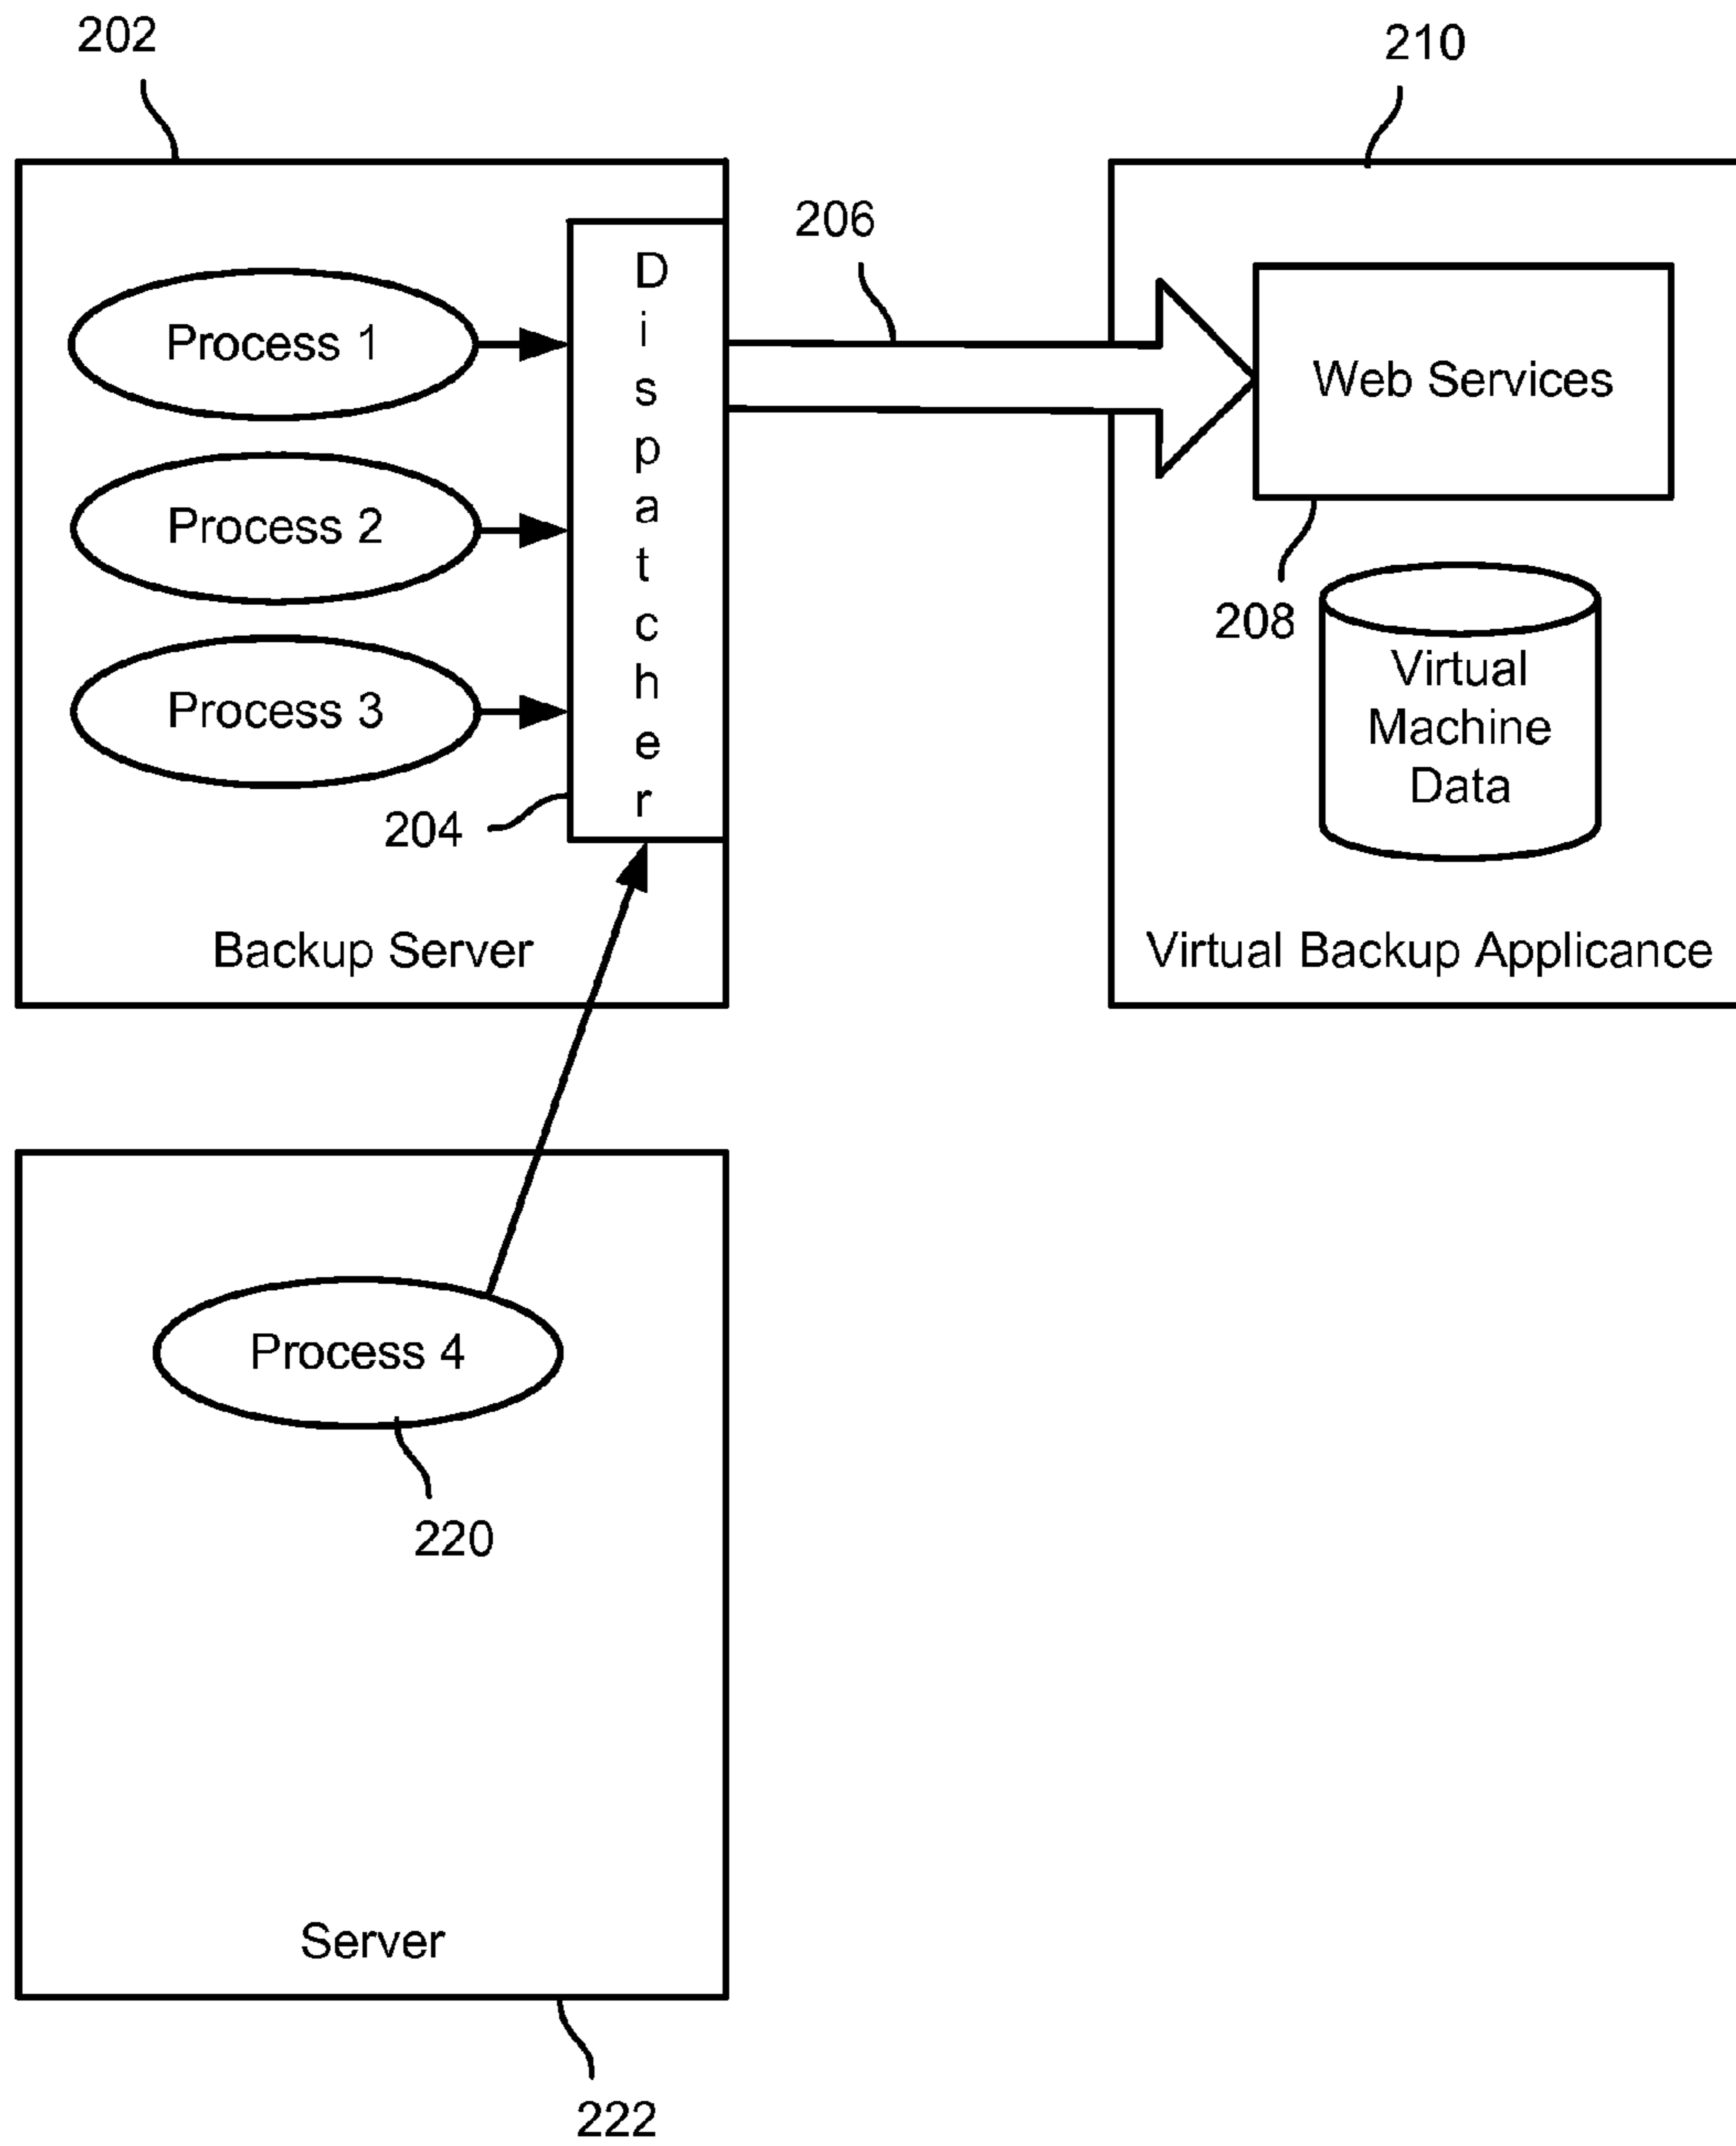 202
210
206
Dispatcher
Process 1
Web Services
Process 2
208
Process 3
Virtual
Machine
Data
204
Backup Server
Virtual Backup Applicance
Process 4
220
Server
222